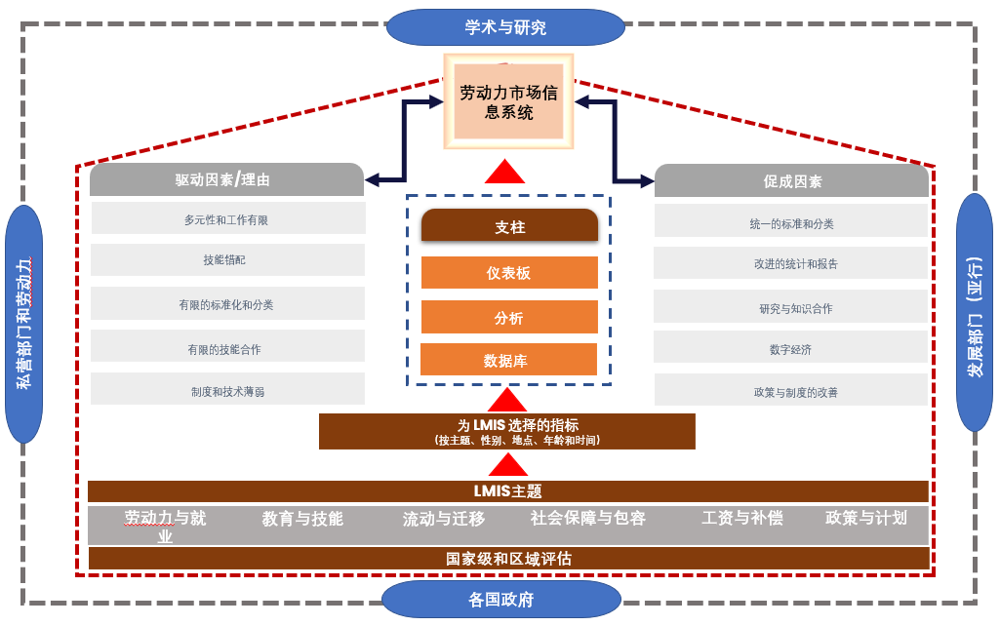 学术与研究
劳动力市场信
息系统
驱动因素/理由
多元性和工作有限
技能错配
有限的标准化和分类
有限的技能合作
制度和技术薄弱
支柱
仪表板
分析
数据库
促成因素
统一的标准和分类
改进的统计和报告
研究与知识合作
数字经济
政策与制度的改善
私营部门和劳动力
发展部门（亚行）
为 LMIS 选择的指标
(按主题、性别、地点、年龄和时间)
LMIS主题
劳动力与就
业
教育与技能
流动与迁移
社会保障与包容
工资与补偿
政策与计划
国家级和区域评估
各国政府